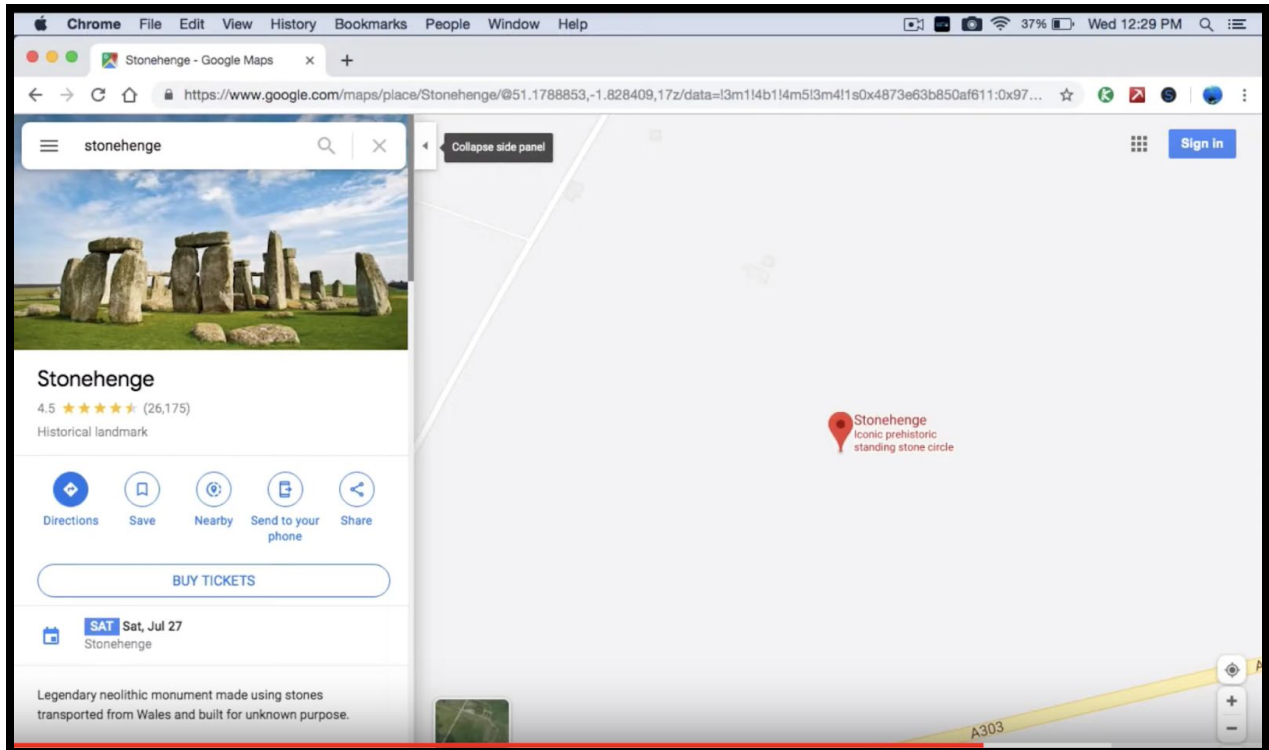 Chrome File Edit View History Bookmarks People Window Help 37% Wed 12:29 PM
Stonehenge - Google Maps
https://www.google.com/maps/place/Stonehenge/@51.1788853,-1.828409,17z/data=!3m1!4b1!4m5!3m4!1s0x4873e63b850af611:0x97...
stonehenge
Collapse side panel
Sign in
Stonehenge
4.5 (26,175)
Historical landmark
Directions Save Nearby Send to your phone Share
BUY TICKETS
SAT Sat, Jul 27
Stonehenge
Legendary neolithic monument made using stones
transported from Wales and built for unknown purpose.
Stonehenge
Iconic prehistoric
standing stone circle
A303